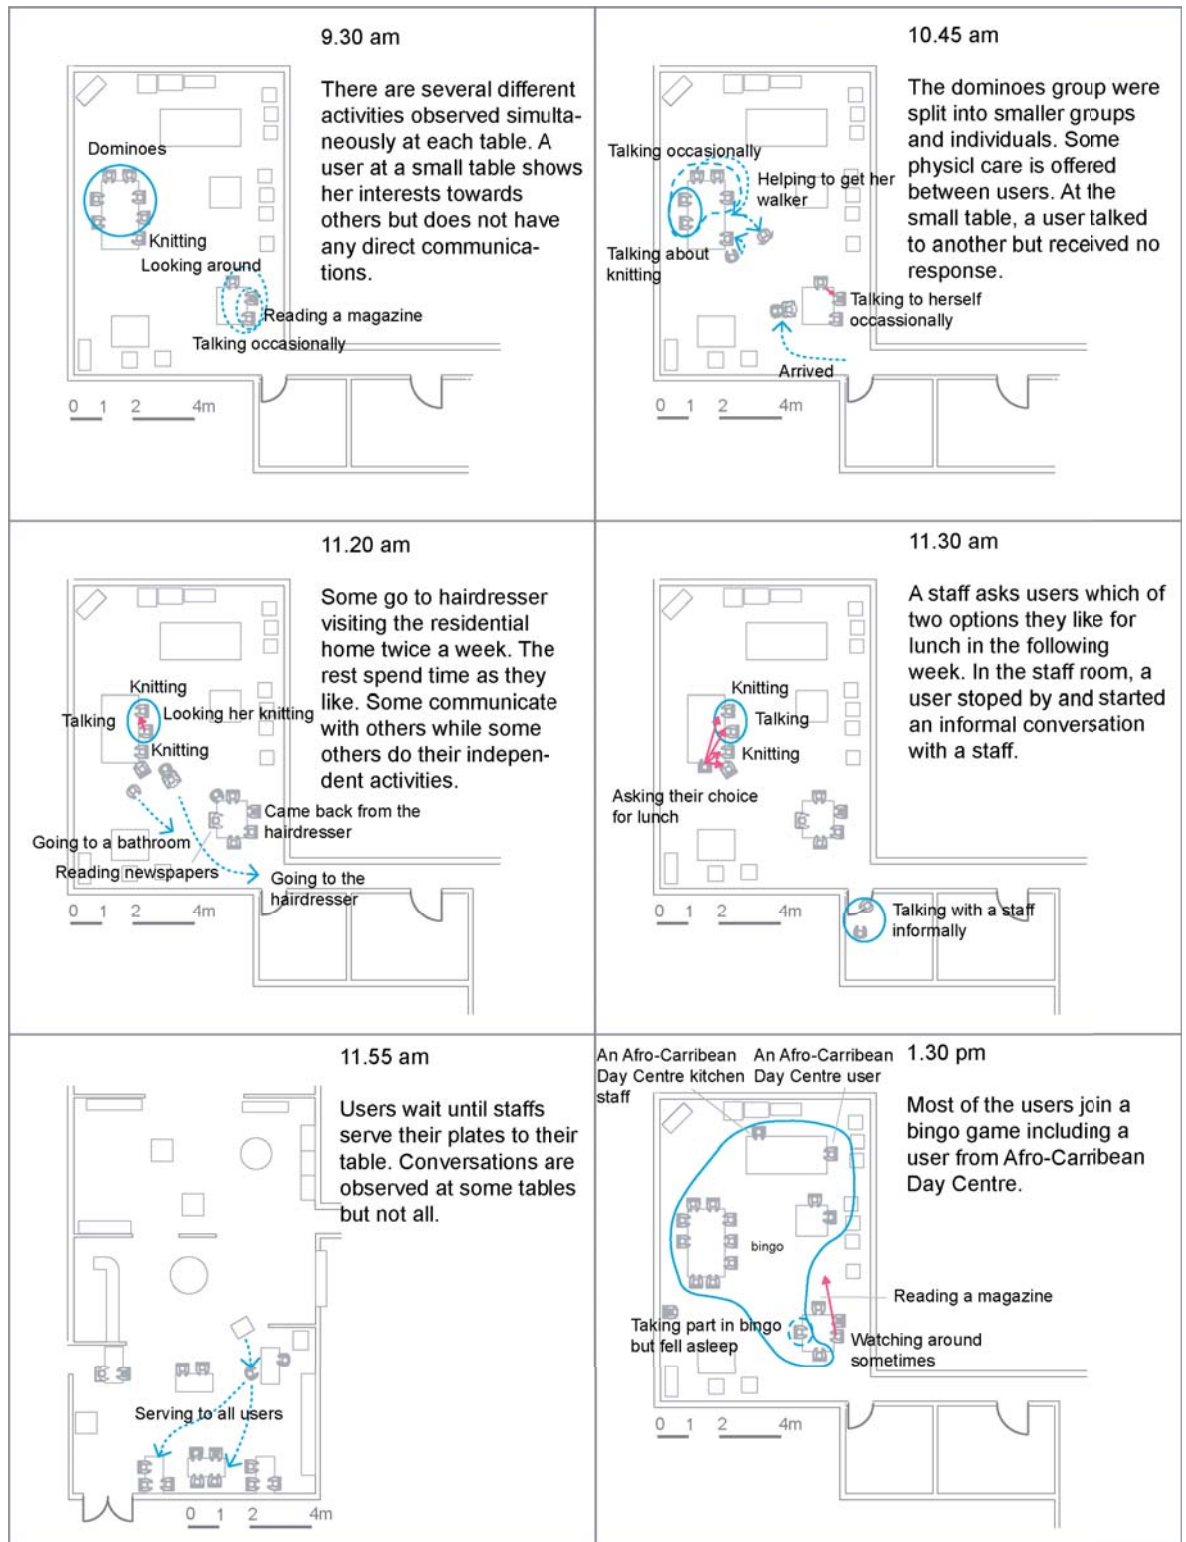 9.30 am
There are several different
activities observed simulta-
neously at each table. A
user at a small table shows
her interests towards
others but does not have
any direct communica-
tions.
Dominoes
Knitting
Looking around
Reading a magazine
Talking occasionally
0 1 2 4m
10.45 am
The dominoes group were
split into smaller groups
and individuals. Some
physicl care is offered
between users. At the
small table, a user talked
to another but received no
response.
Talking occasionally
Helping to get her
walker
Talking about
knitting
Talking to herself
occassionally
Arrived
0 1 2 4m
11.20 am
Some go to hairdresser
visiting the residential
home twice a week. The
rest spend time as they
like. Some communicate
with others while some
others do their indepen-
dent activities.
Knitting
Talking
Looking her knitting
Knitting
Came back from the
hairdresser
Going to a bathroom
Reading newspapers
Going to the
hairdresser
0 1 2 4m
11.30 am
A staff asks users which of
two options they like for
lunch in the following
week. In the staff room, a
user stoped by and started
an informal conversation
with a staff.
Knitting
Talking
Knitting
Asking their choice
for lunch
Talking with a staff
informally
0 1 2 4m
11.55 am
Users wait until staffs
serve their plates to their
table. Conversations are
observed at some tables
but not all.
Serving to all users
0 1 2 4m
An Afro-Carribean
Day Centre kitchen
staff
An Afro-Carribean
Day Centre user
1.30 pm
Most of the users join a
bingo game including a
user from Afro-Carribean
Day Centre.
bingo
Reading a magazine
Taking part in bingo
but fell asleep
Watching around
sometimes
0 1 2 4m